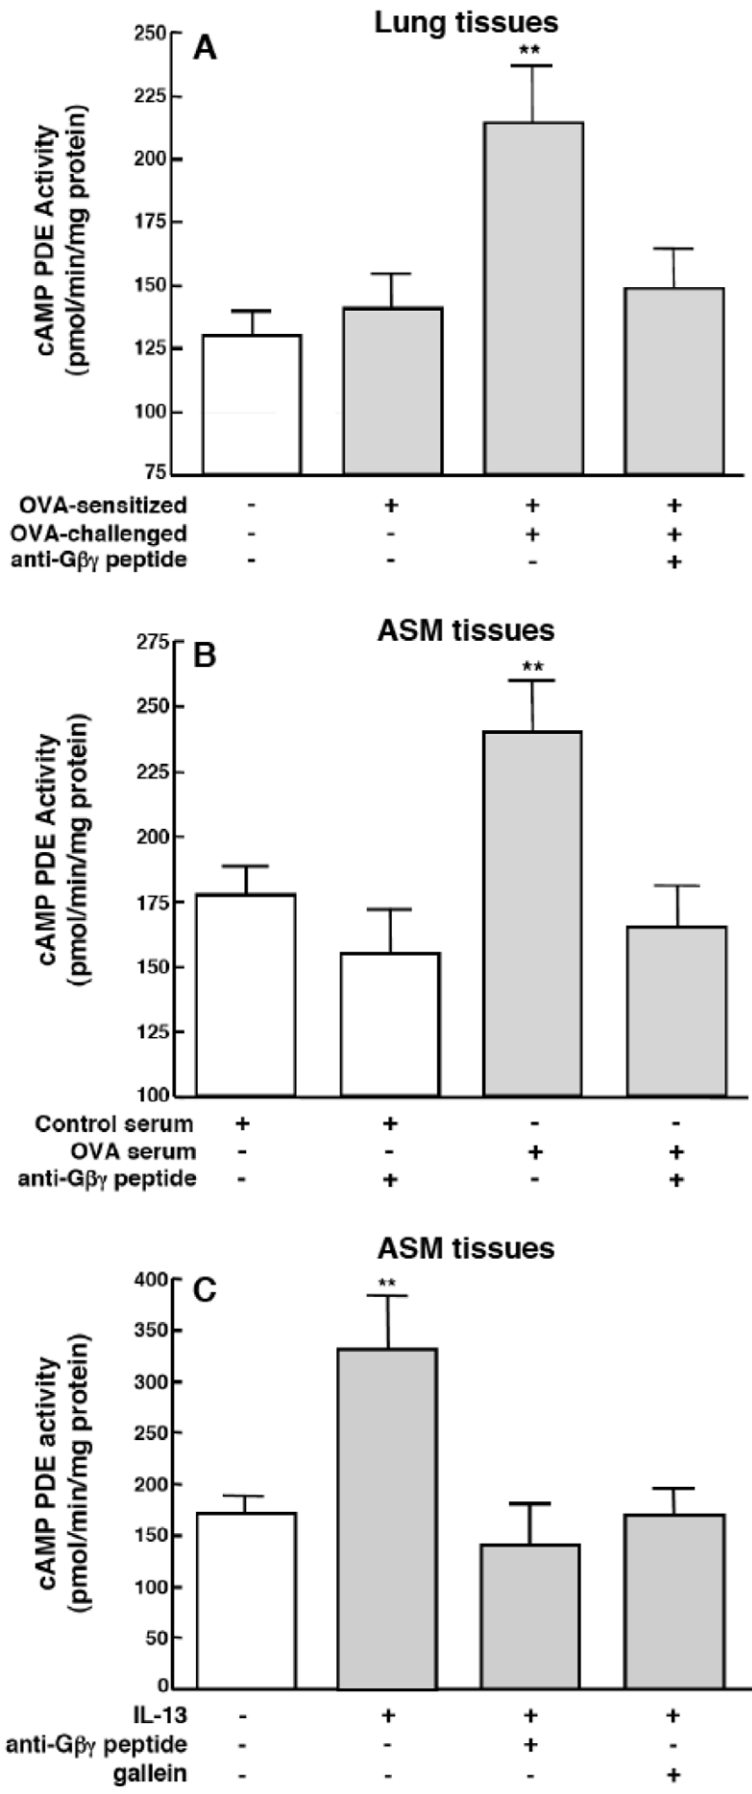 Lung tissues
A
**
250
225
200
175
150
125
100
75
cAMP PDE Activity
(pmol/min/mg protein)
OVA-sensitized - + + +
OVA-challenged - - + +
anti-Gβγ peptide - - - +
ASM tissues
B
**
275
250
225
200
175
150
125
100
cAMP PDE Activity
(pmol/min/mg protein)
Control serum + + - -
OVA serum - - + +
anti-Gβγ peptide - + - +
ASM tissues
C
**
400
350
300
250
200
150
100
50
0
cAMP PDE activity
(pmol/min/mg protein)
IL-13 - + + +
anti-Gβγ peptide - - + -
gallein - - - +